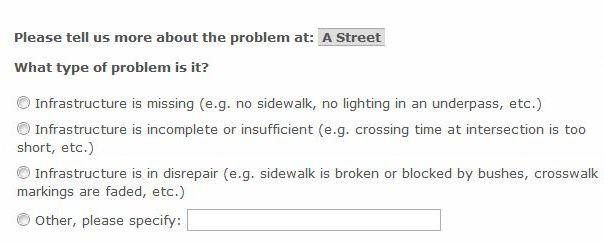 Please tell us more about the problem at: A Street
What type of problem is it?
Infrastructure is missing (e.g. no sidewalk, no lighting in an underpass, etc.)
Infrastructure is incomplete or insufficient (e.g. crossing time at intersection is too
short, etc.)
Infrastructure is in disrepair (e.g. sidewalk is broken or blocked by bushes, crosswalk
markings are faded, etc.)
Other, please specify: